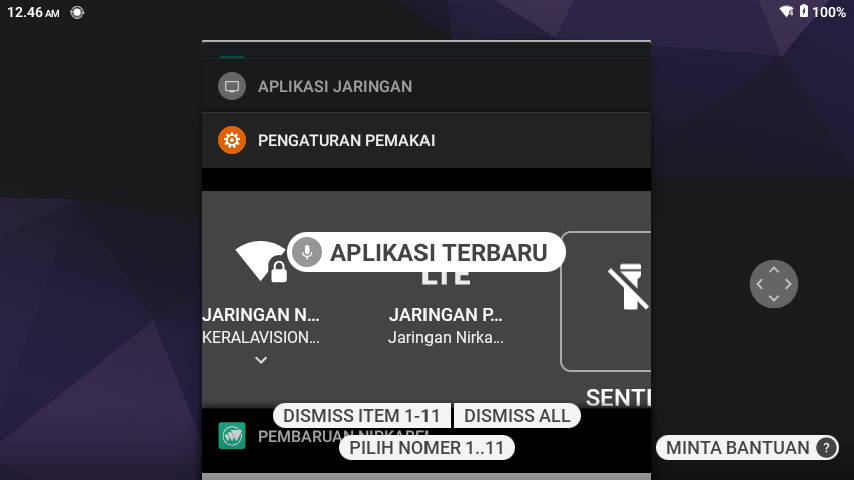 12.46 AM
100%
APLIKASI JARINGAN
PENGATURAN PEMAKAI
APLIKASI TERBARU
LTE
JARINGAN N...
JARINGAN P...
KERALAVISION...
Jaringan Nirka...
SENTE
DISMISS ITEM 1-11
DISMISS ALL
PEMBARUAN NIRKABEL
PILIH NOMER 1..11
MINTA BANTUAN ?